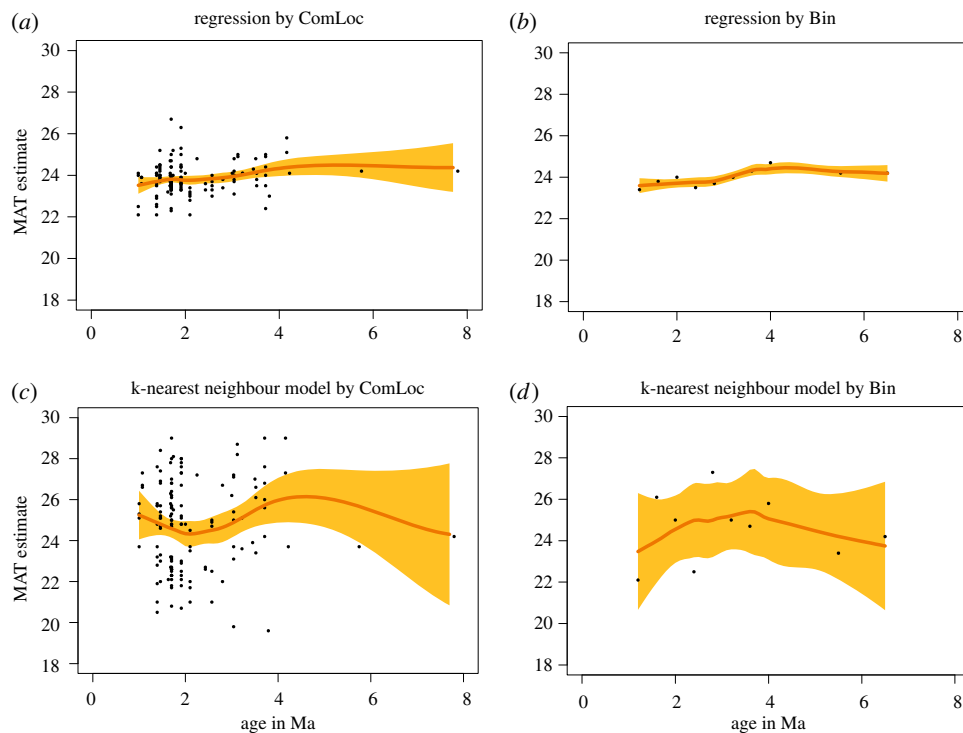 (a) regression by ComLoc
30
28
26
24
22
20
18
MAT estimate
0 2 4 6 8
(b) regression by Bin
30
28
26
24
22
20
18
0 2 4 6 8
(c) k-nearest neighbour model by ComLoc
30
28
26
24
22
20
18
MAT estimate
0 2 4 6 8
age in Ma
(d) k-nearest neighbour model by Bin
30
28
26
24
22
20
18
0 2 4 6 8
age in Ma